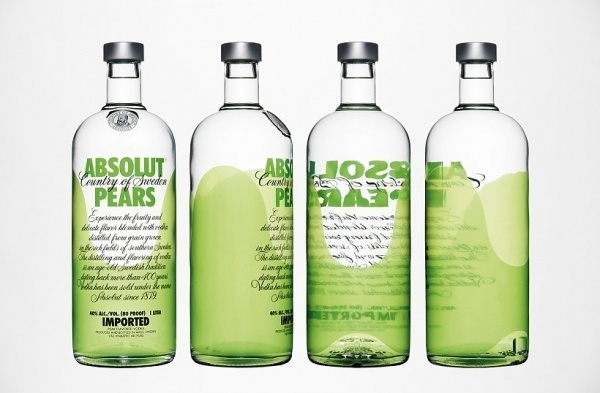 ABSOLUT
Country of Sweden
PEARS
Experience the fruity and
delicate flavor blended with vodka
distilled from grain grown
in the rich fields of southern Sweden.
The distilling and flavoring of vodka
is an age-old Swedish tradition
dating back more than 400 years.
Vodka has been sold under the name
Absolut since 1879.
40% ALC./VOL. (80 PROOF) 1 LITER
IMPORTED
PEAR FLAVORED VODKA